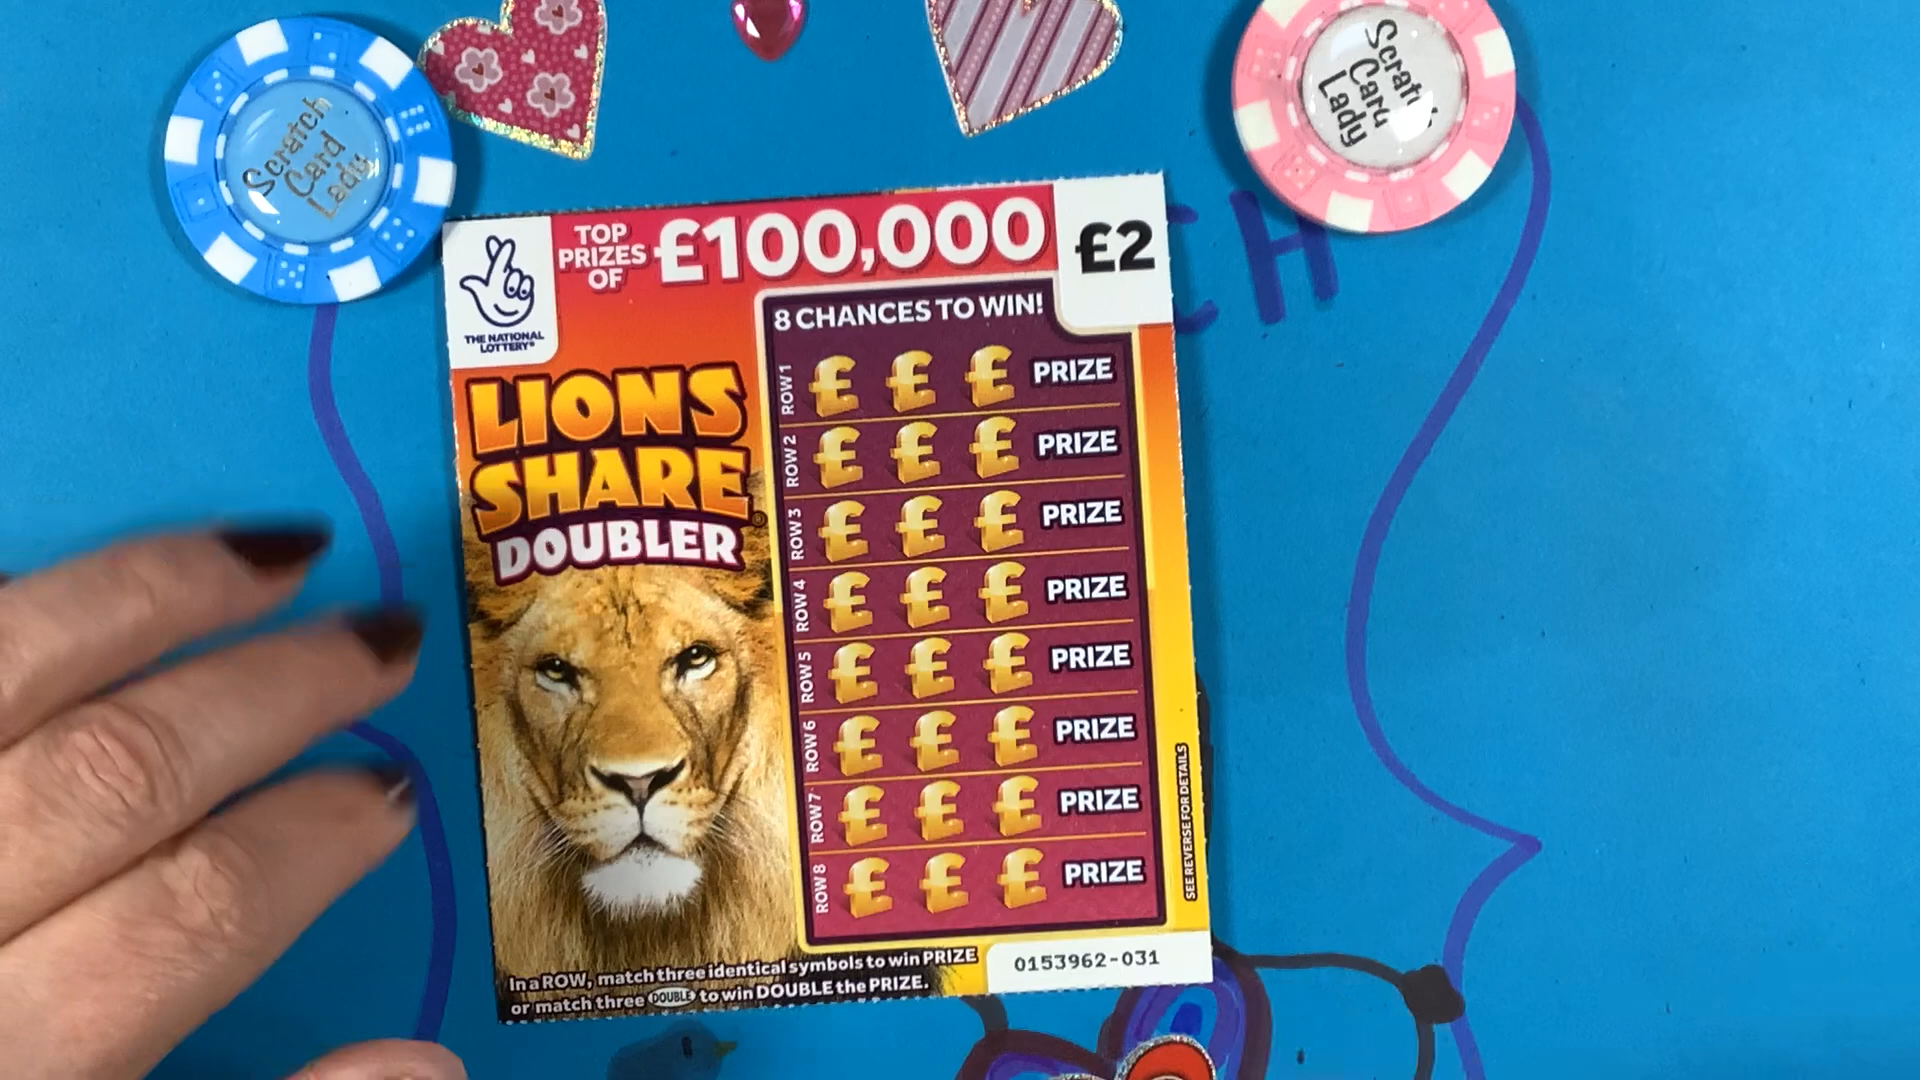 Scratch
Card
Lady
Scratch
Card
Lady
TOP
PRIZES
OF
£100,000
£2
THE NATIONAL
LOTTERY®
8 CHANCES TO WIN!
LIONS
SHARE
DOUBLER
ROW 1 £ £ £ PRIZE
ROW 2 £ £ £ PRIZE
ROW 3 £ £ £ PRIZE
ROW 4 £ £ £ PRIZE
ROW 5 £ £ £ PRIZE
ROW 6 £ £ £ PRIZE
ROW 7 £ £ £ PRIZE
ROW 8 £ £ £ PRIZE
SEE REVERSE FOR DETAILS
In a ROW, match three identical symbols to win PRIZE
or match three DOUBLE to win DOUBLE the PRIZE.
0153962-031